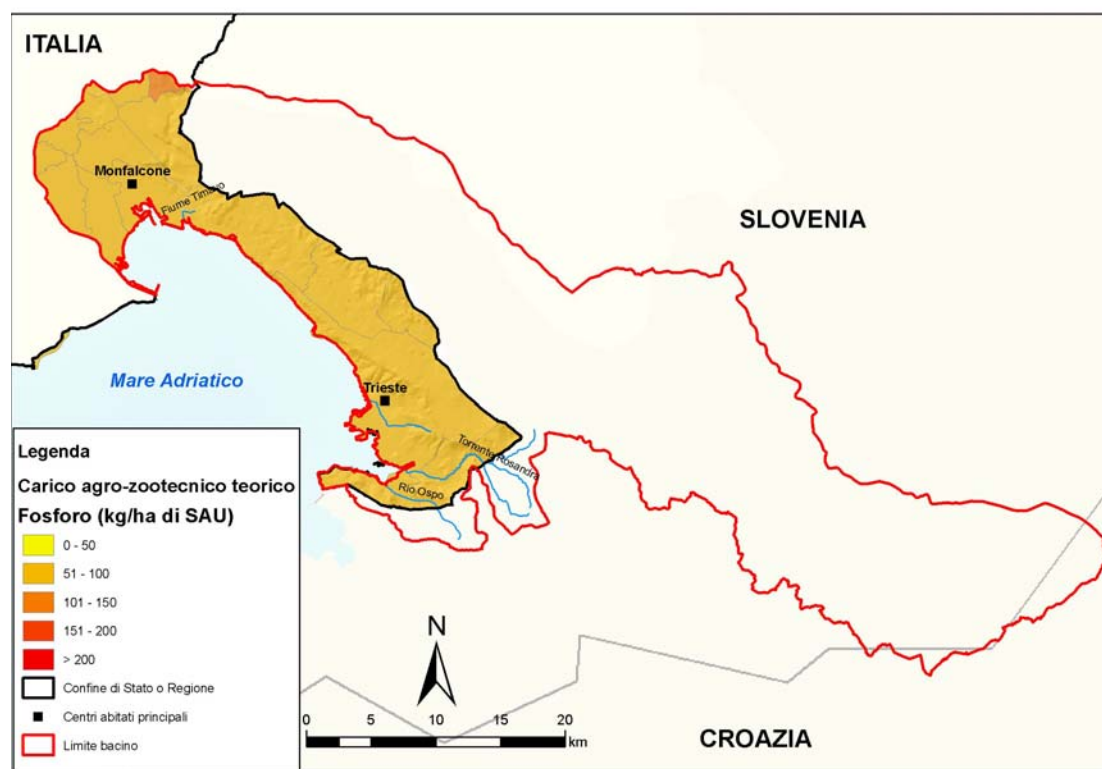 ITALIA
Monfalcone
Fiume Timavo
SLOVENIA
Mare Adriatico
Trieste
Torrente Rosandra
Rio Ospo
Legenda
Carico agro-zootecnico teorico
Fosforo (kg/ha di SAU)
0 - 50
51 - 100
101 - 150
151 - 200
> 200
Confine di Stato o Regione
Centri abitati principali
Limite bacino
N
0 5 10 20
km
CROAZIA